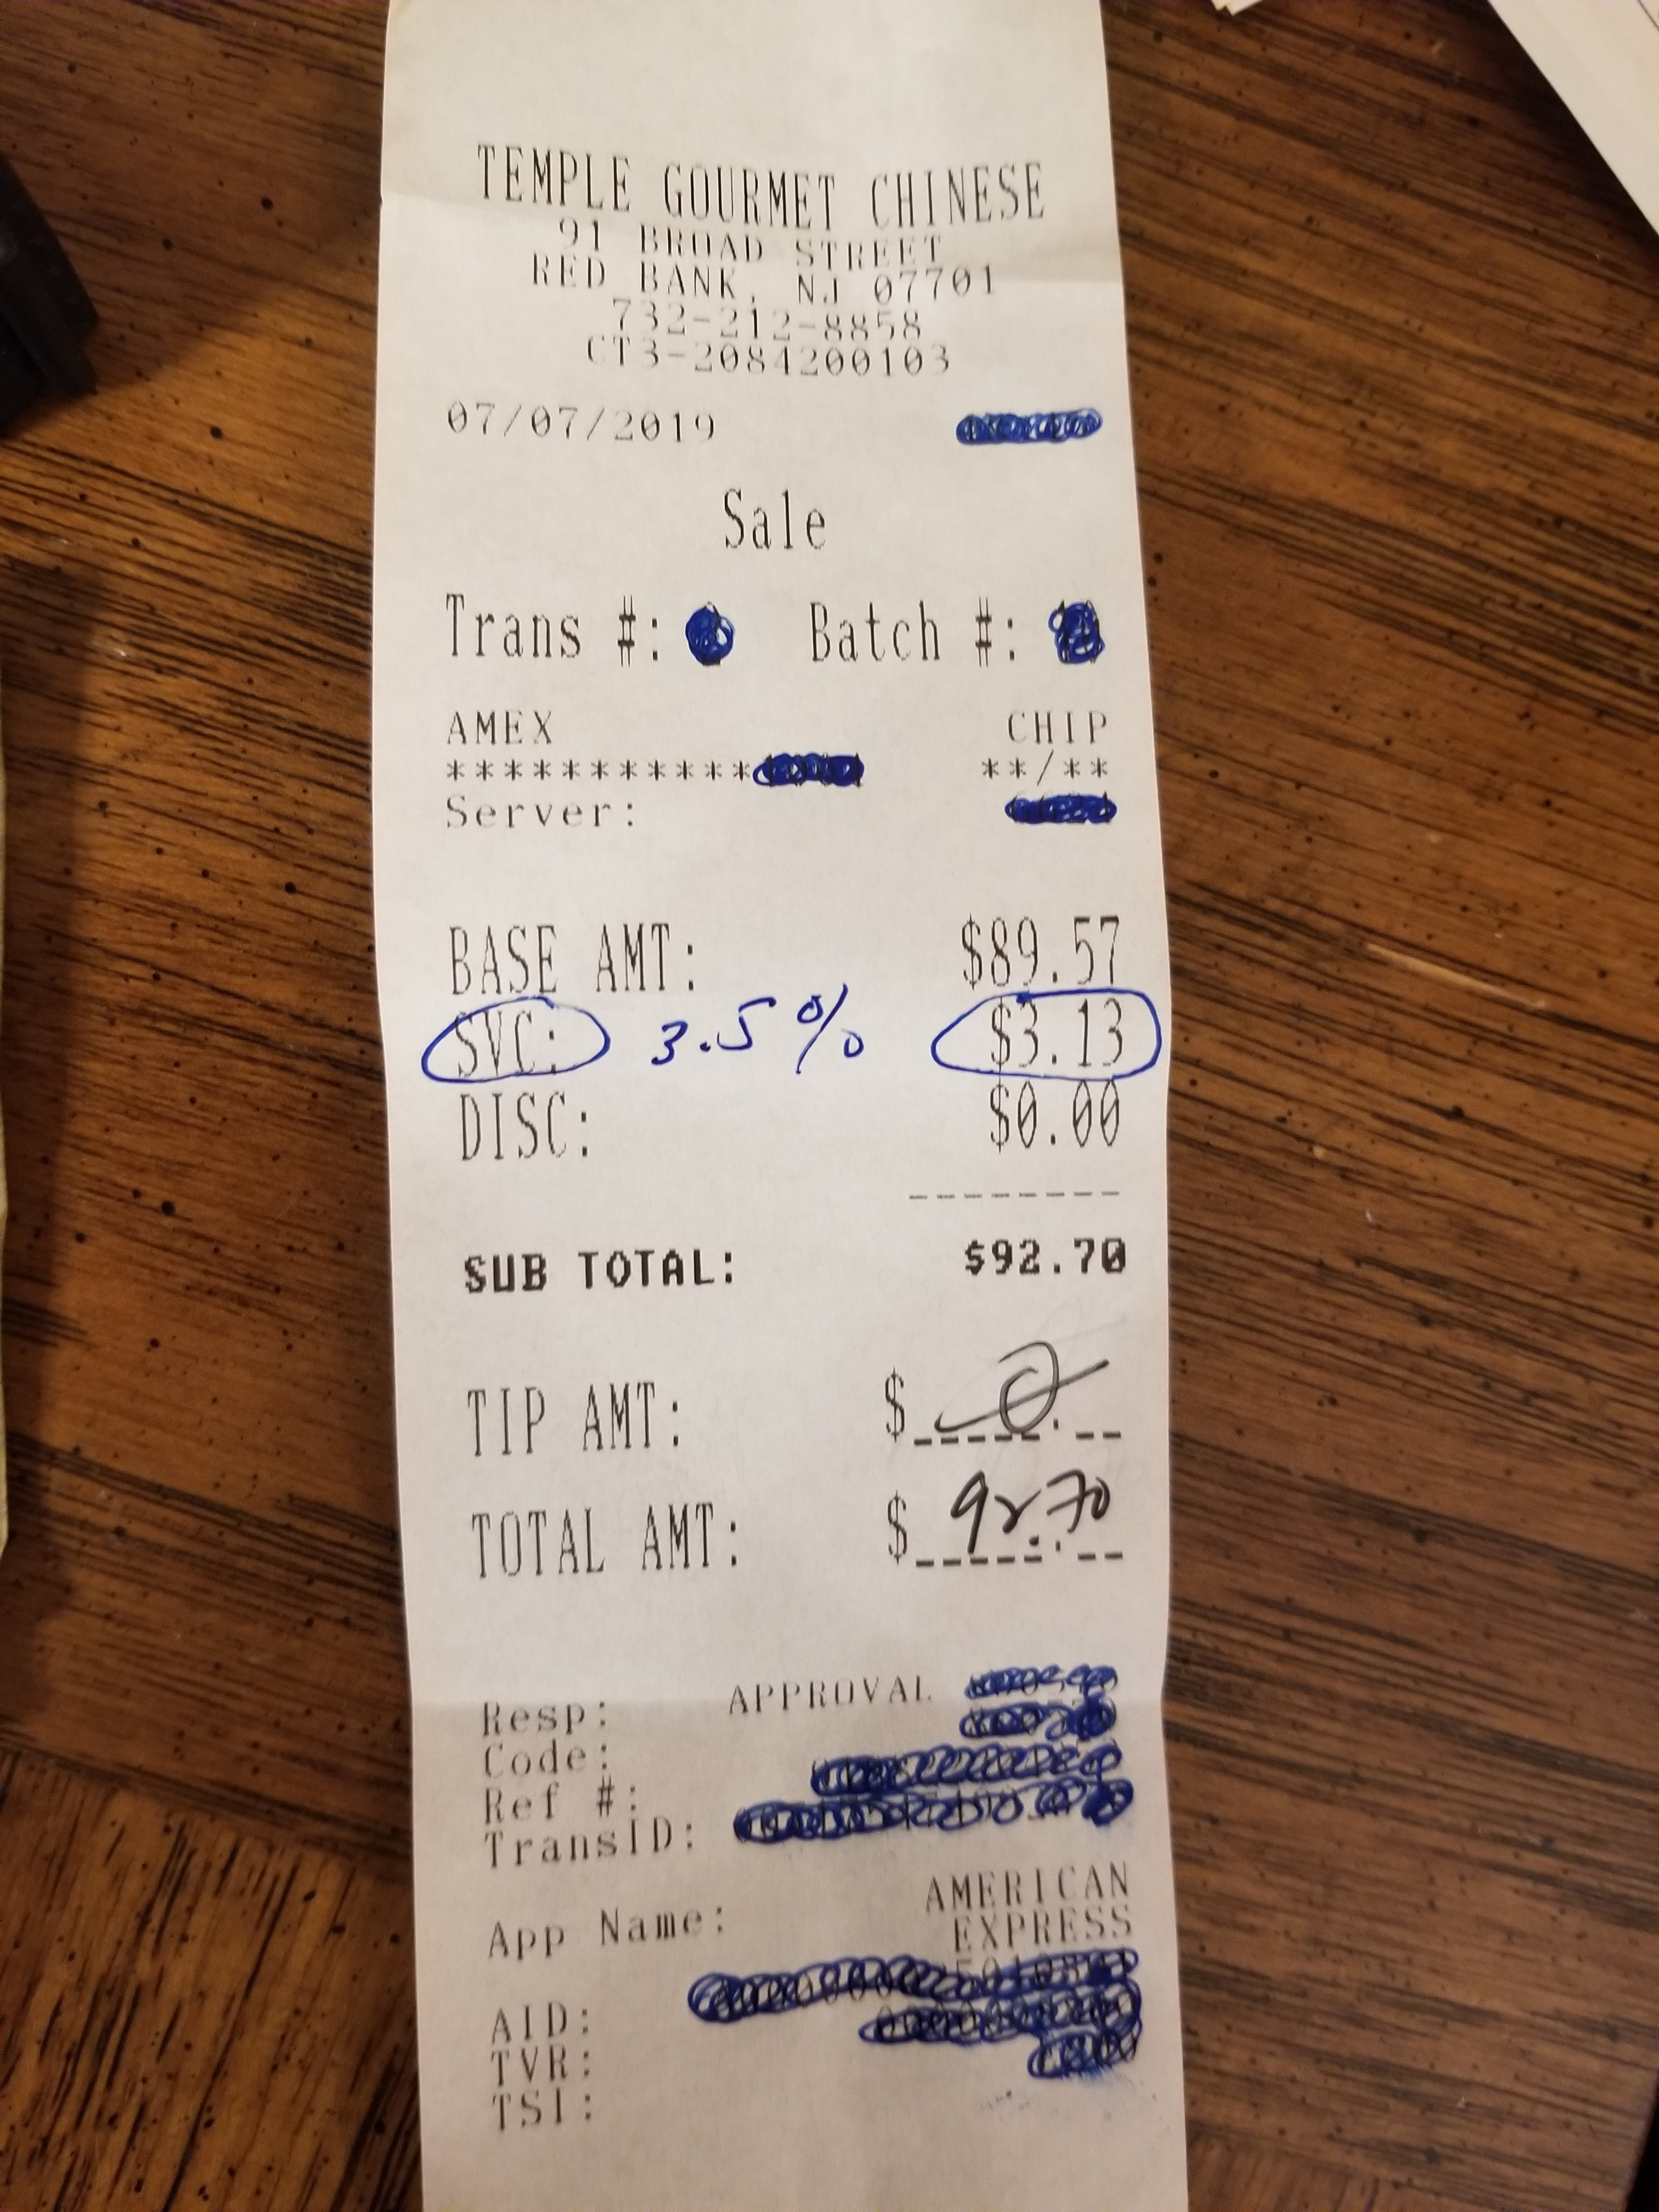 TEMPLE GOURMET CHINESE
91 BROAD STREET
RED BANK, NJ 07701
732-212-8858
CT3-2084200103
07/07/2019
Sale
Trans #: Batch #:
AMEX CHIP
*********** **/**
Server:
BASE AMT: $89.57
SVC: 3.5% $3.13
DISC: $0.00
--------
SUB TOTAL: $92.70
TIP AMT: $ 0
TOTAL AMT: $ 92.70
Resp: APPROVAL
Code:
Ref #:
TransID:
App Name: AMERICAN
EXPRESS
AID:
TVR:
TSI: